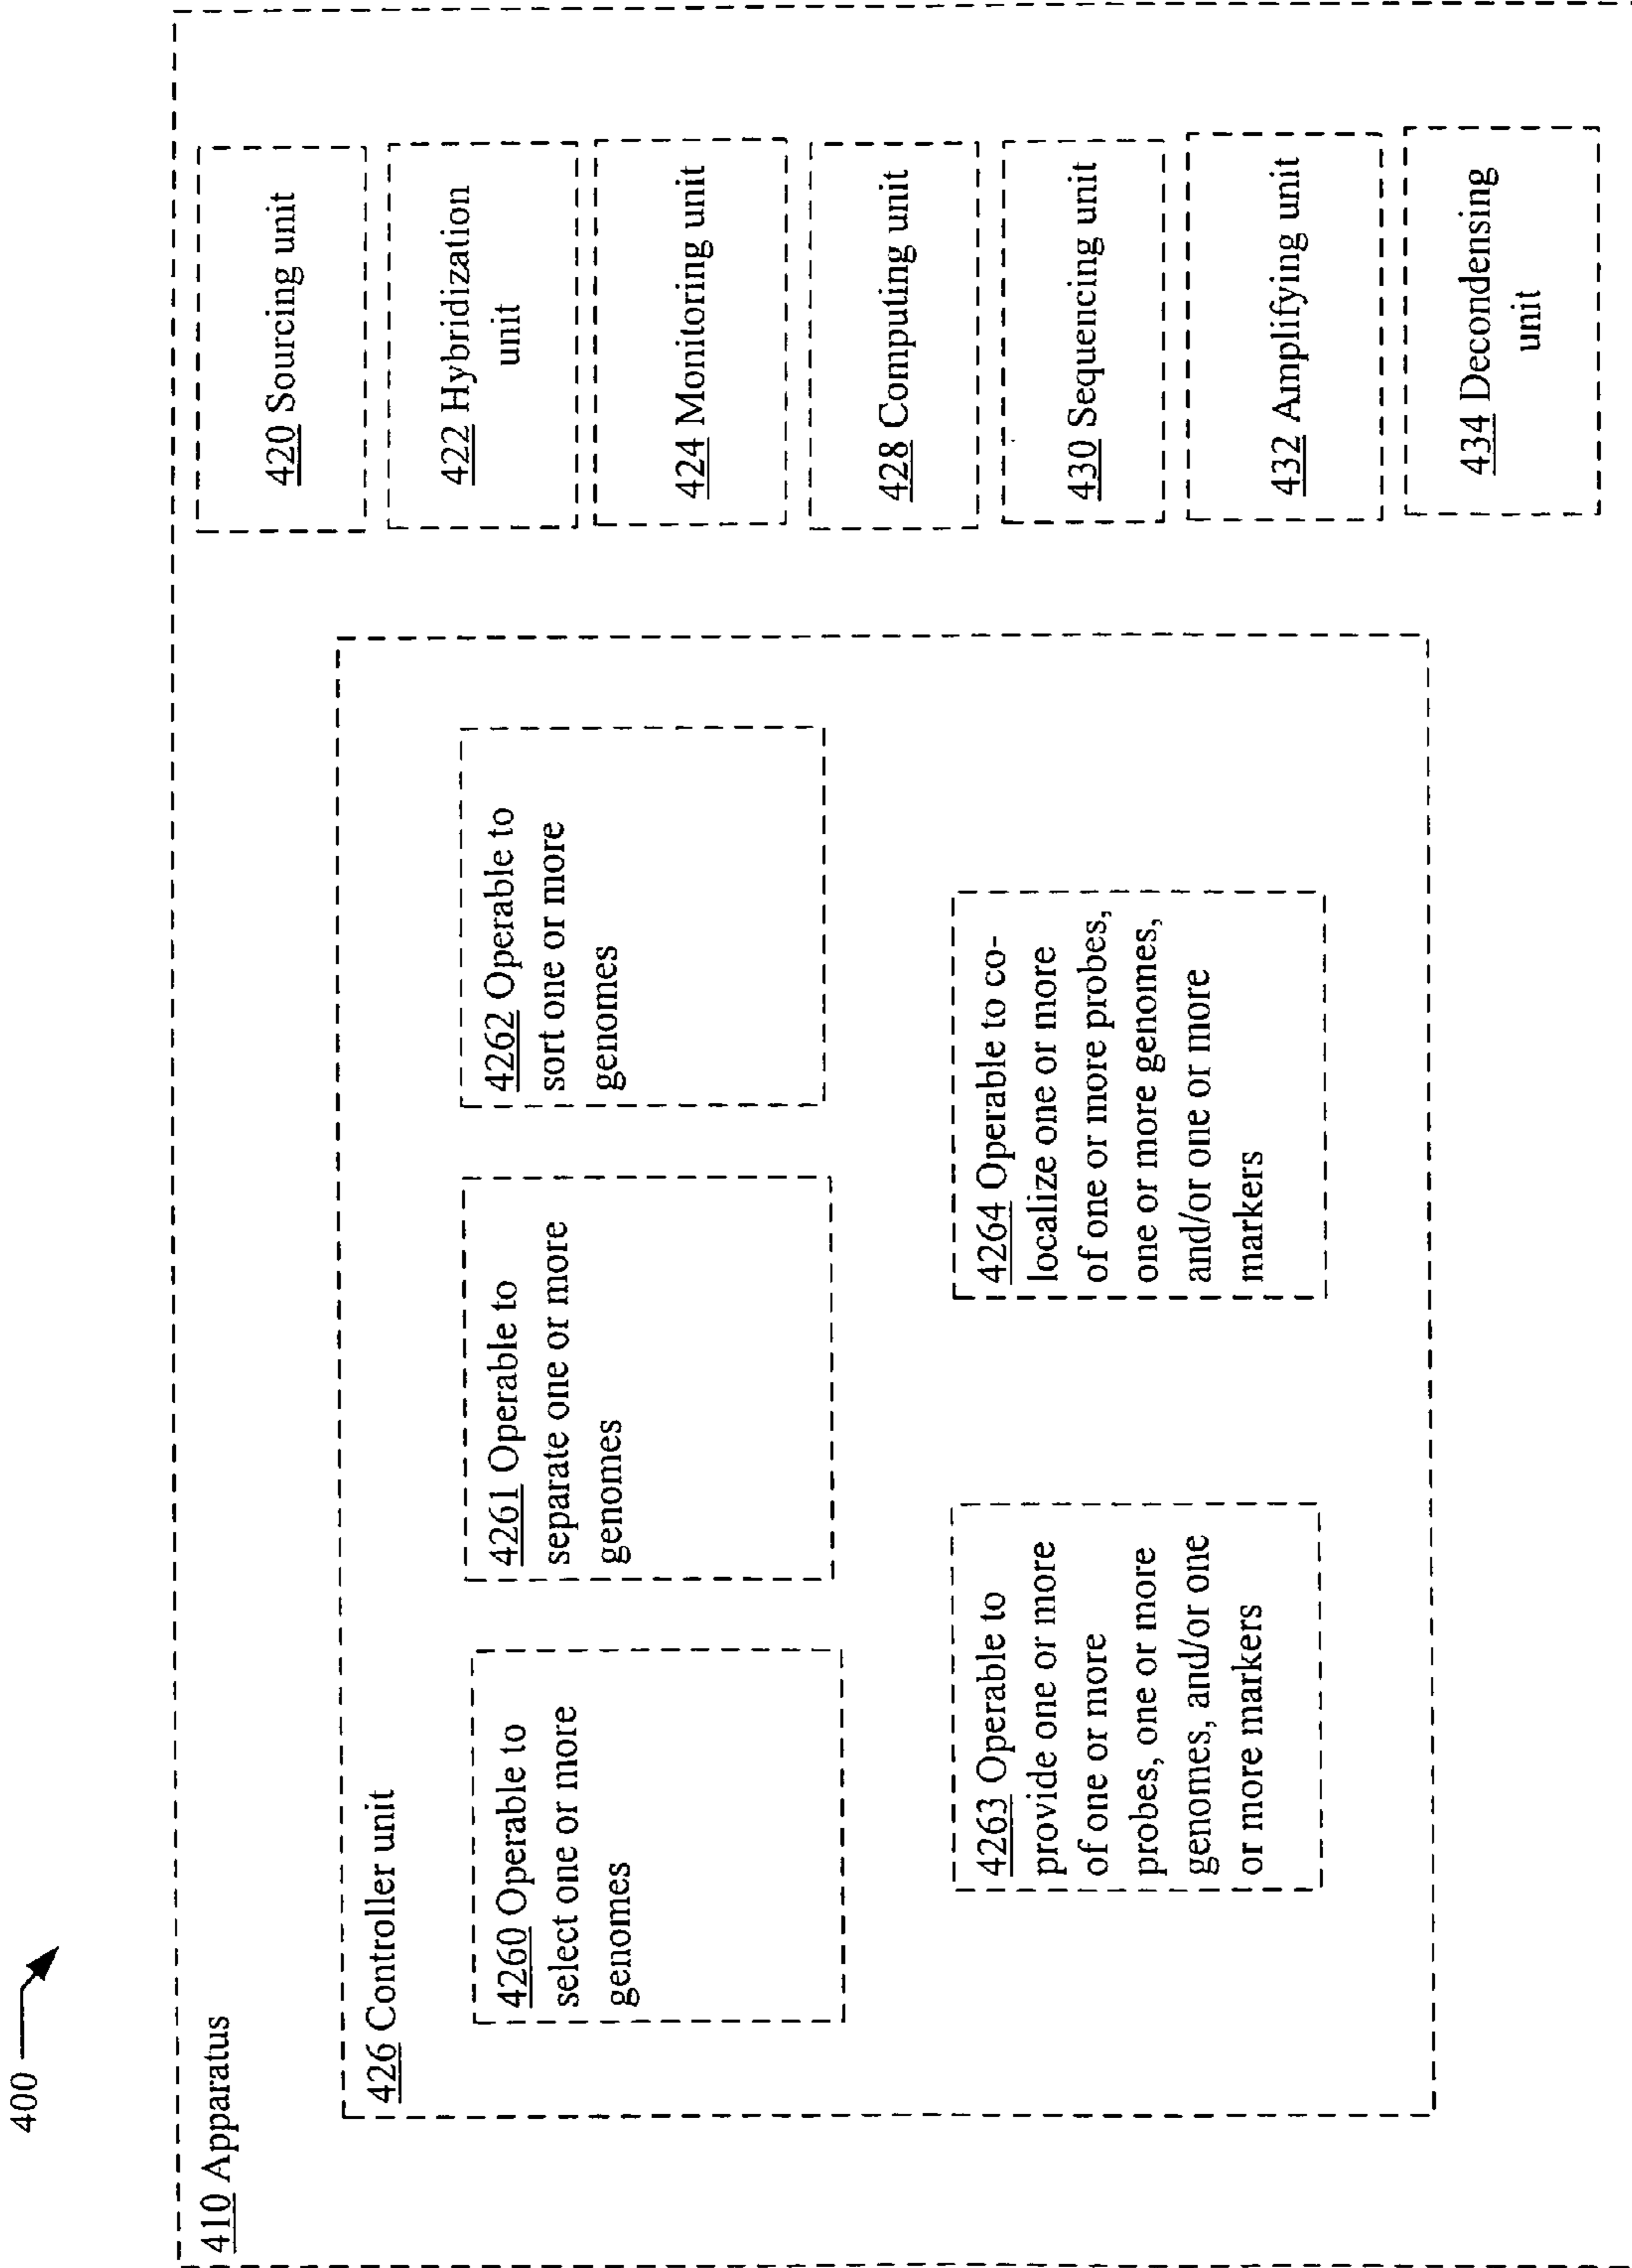 400
410 Apparatus
426 Controller unit
4260 Operable to
select one or more
genomes
4261 Operable to
separate one or more
genomes
4262 Operable to
sort one or more
genomes
4263 Operable to
provide one or more
of one or more
probes, one or more
genomes, and/or one
or more markers
4264 Operable to co-
localize one or more
of one or more probes,
one or more genomes,
and/or one or more
markers
420 Sourcing unit
422 Hybridization
unit
424 Monitoring unit
428 Computing unit
430 Sequencing unit
432 Amplifying unit
434 Decondensing
unit